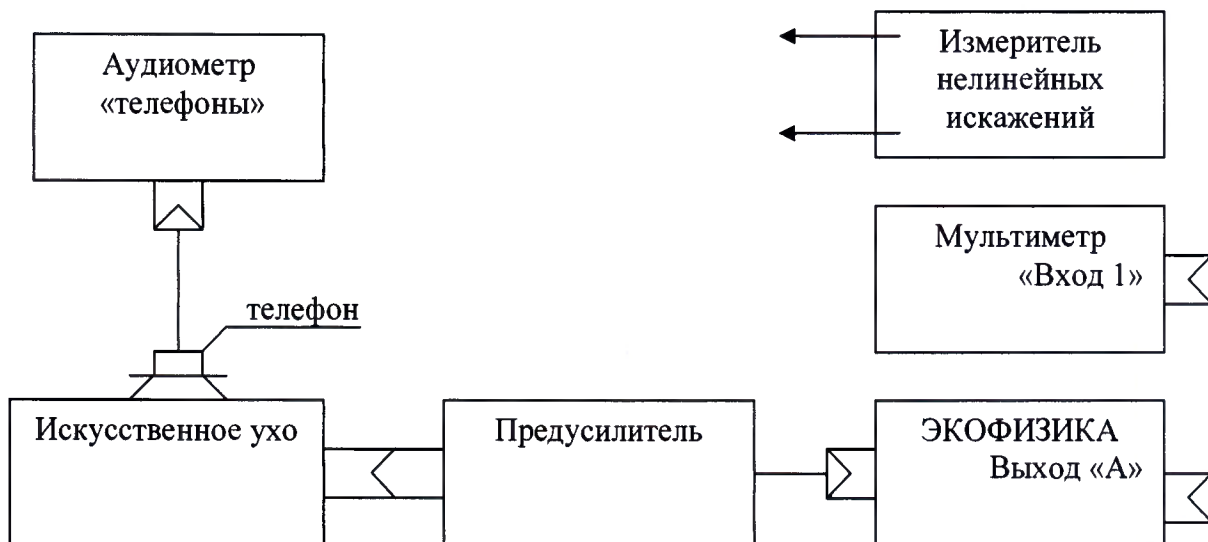 Аудиометр
«телефоны»
Измеритель
нелинейных
искажений
Мультиметр
«Вход 1»
телефон
Искусственное ухо
Предусилитель
ЭКОФИЗИКА
Выход «А»